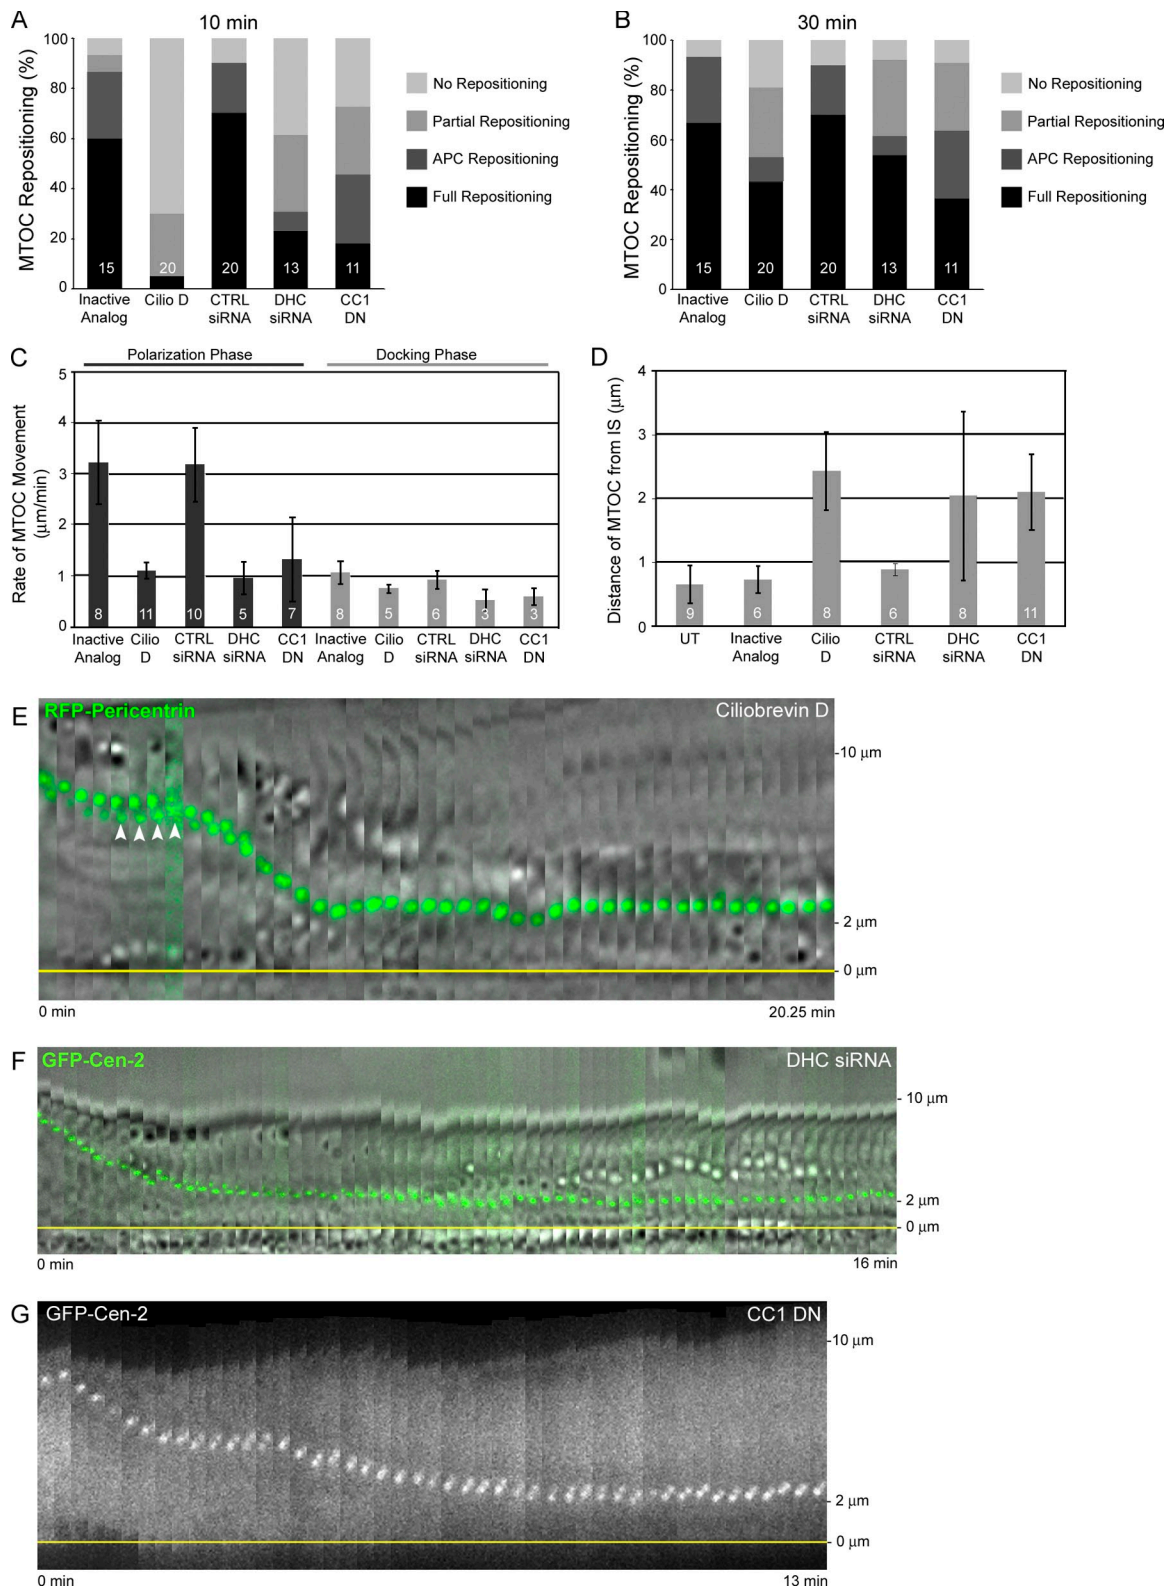 A
10 min
MTOC Repositioning (%)
100
80
60
40
20
0
15
20
20
13
11
Inactive Analog
Cilio D
CTRL siRNA
DHC siRNA
CC1 DN
No Repositioning
Partial Repositioning
APC Repositioning
Full Repositioning
B
30 min
MTOC Repositioning (%)
100
80
60
40
20
0
15
20
20
13
11
Inactive Analog
Cilio D
CTRL siRNA
DHC siRNA
CC1 DN
No Repositioning
Partial Repositioning
APC Repositioning
Full Repositioning
C
Polarization Phase
Docking Phase
Rate of MTOC Movement
(μm/min)
5
4
3
2
1
0
8
11
10
5
7
8
5
6
3
3
Inactive Analog
Cilio D
CTRL siRNA
DHC siRNA
CC1 DN
Inactive Analog
Cilio D
CTRL siRNA
DHC siRNA
CC1 DN
D
Distance of MTOC from IS (μm)
4
3
2
1
0
9
6
8
6
8
11
UT
Inactive Analog
Cilio D
CTRL siRNA
DHC siRNA
CC1 DN
E
RFP-Pericentrin
Ciliobrevin D
10 μm
2 μm
0 μm
0 min
20.25 min
F
GFP-Cen-2
DHC siRNA
10 μm
2 μm
0 μm
0 min
16 min
G
GFP-Cen-2
CC1 DN
10 μm
2 μm
0 μm
0 min
13 min